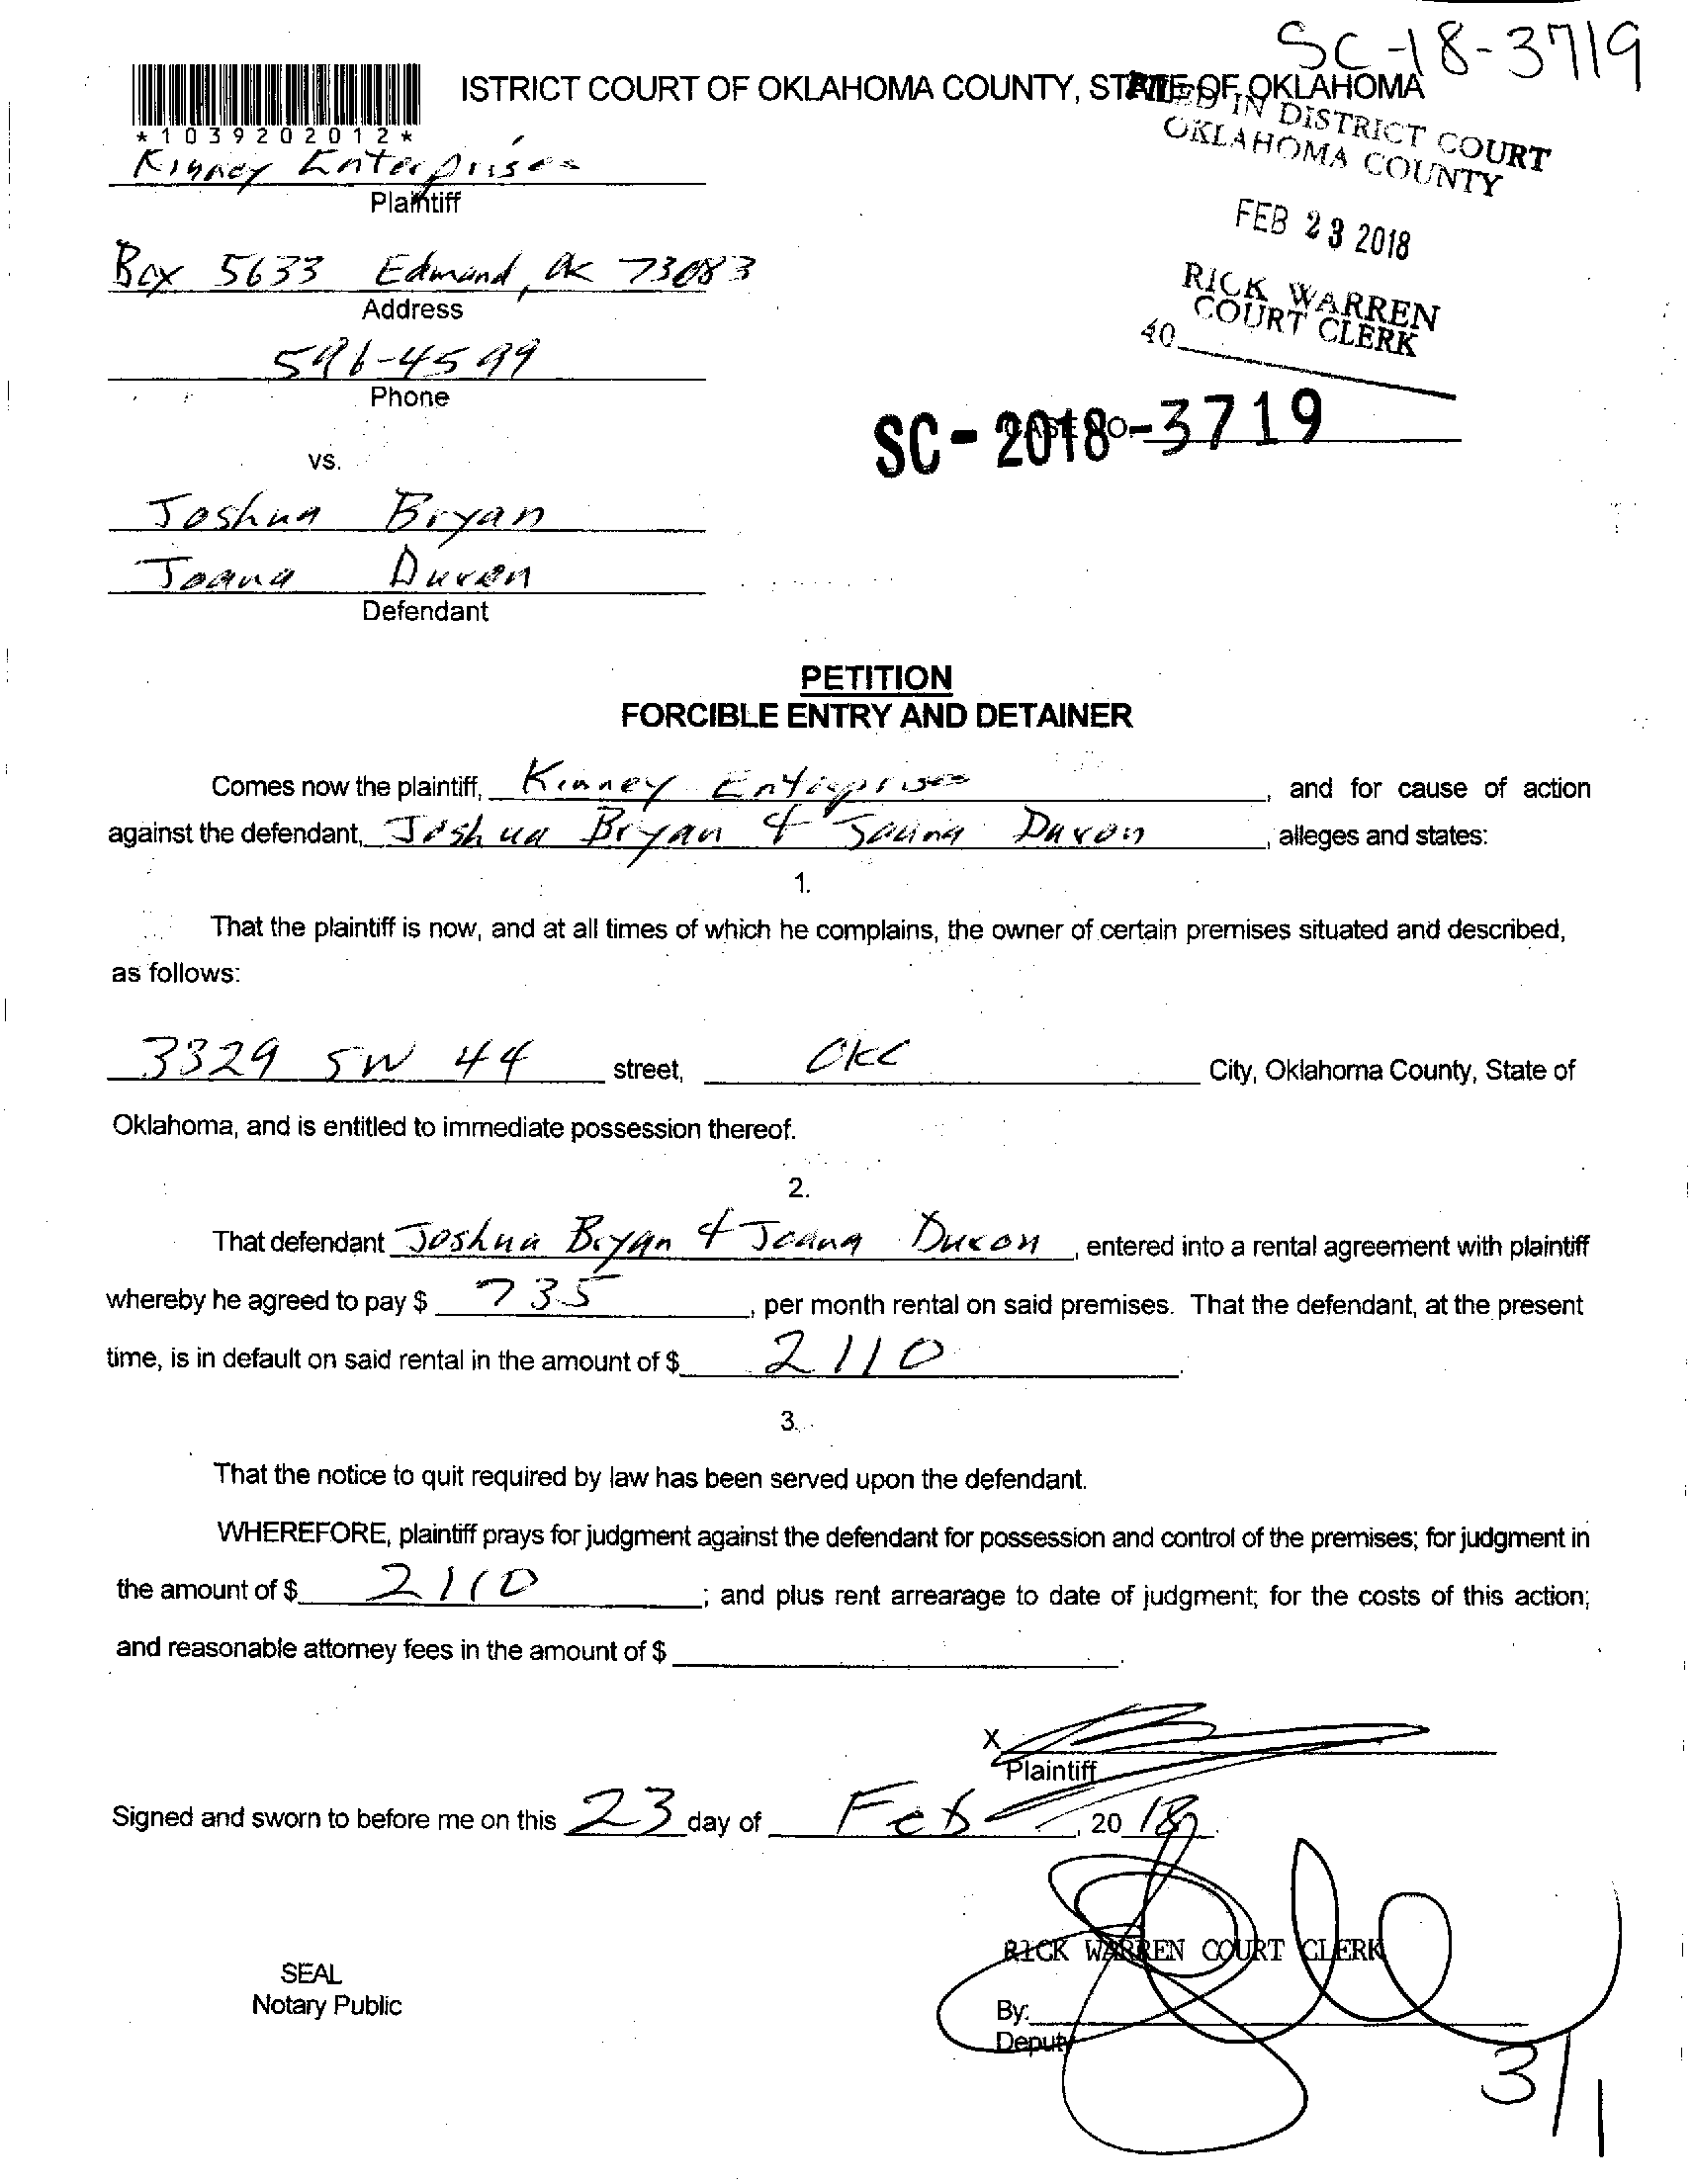 SC-18-3719
ISTRICT COURT OF OKLAHOMA COUNTY, STATE OF OKLAHOMA
*1039202012*
FILED IN DISTRICT COURT
OKLAHOMA COUNTY
Kinney Enterprises
Plaintiff
FEB 23 2018
Box 5633 Edmond, OK 73083
Address
RICK WARREN
COURT CLERK
40
596-4599
Phone
SC-2018-3719
CASE NO.
vs.
Joshua Bryan
Joana Duron
Defendant
PETITION
FORCIBLE ENTRY AND DETAINER
Comes now the plaintiff, Kinney Enterprises, and for cause of action
against the defendant, Joshua Bryan & Joana Duron, alleges and states:
1.
That the plaintiff is now, and at all times of which he complains, the owner of certain premises situated and described,
as follows:
3329 SW 44 street, OKC City, Oklahoma County, State of
Oklahoma, and is entitled to immediate possession thereof.
2.
That defendant Joshua Bryan & Joana Duron, entered into a rental agreement with plaintiff
whereby he agreed to pay $ 735, per month rental on said premises. That the defendant, at the present
time, is in default on said rental in the amount of $ 2110.
3.
That the notice to quit required by law has been served upon the defendant.
WHEREFORE, plaintiff prays for judgment against the defendant for possession and control of the premises; for judgment in
the amount of $ 2110; and plus rent arrearage to date of judgment; for the costs of this action;
and reasonable attorney fees in the amount of $.
X
Plaintiff
Signed and sworn to before me on this 23 day of Feb, 20 18.
RICK WARREN COURT CLERK
SEAL
Notary Public
By:
Deputy
3/1